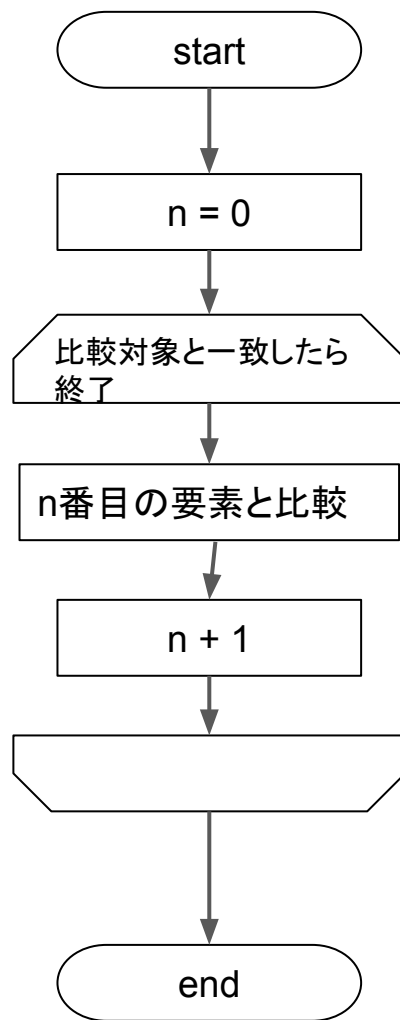 start
n = 0
比較対象と一致したら
終了
n番目の要素と比較
n + 1
end